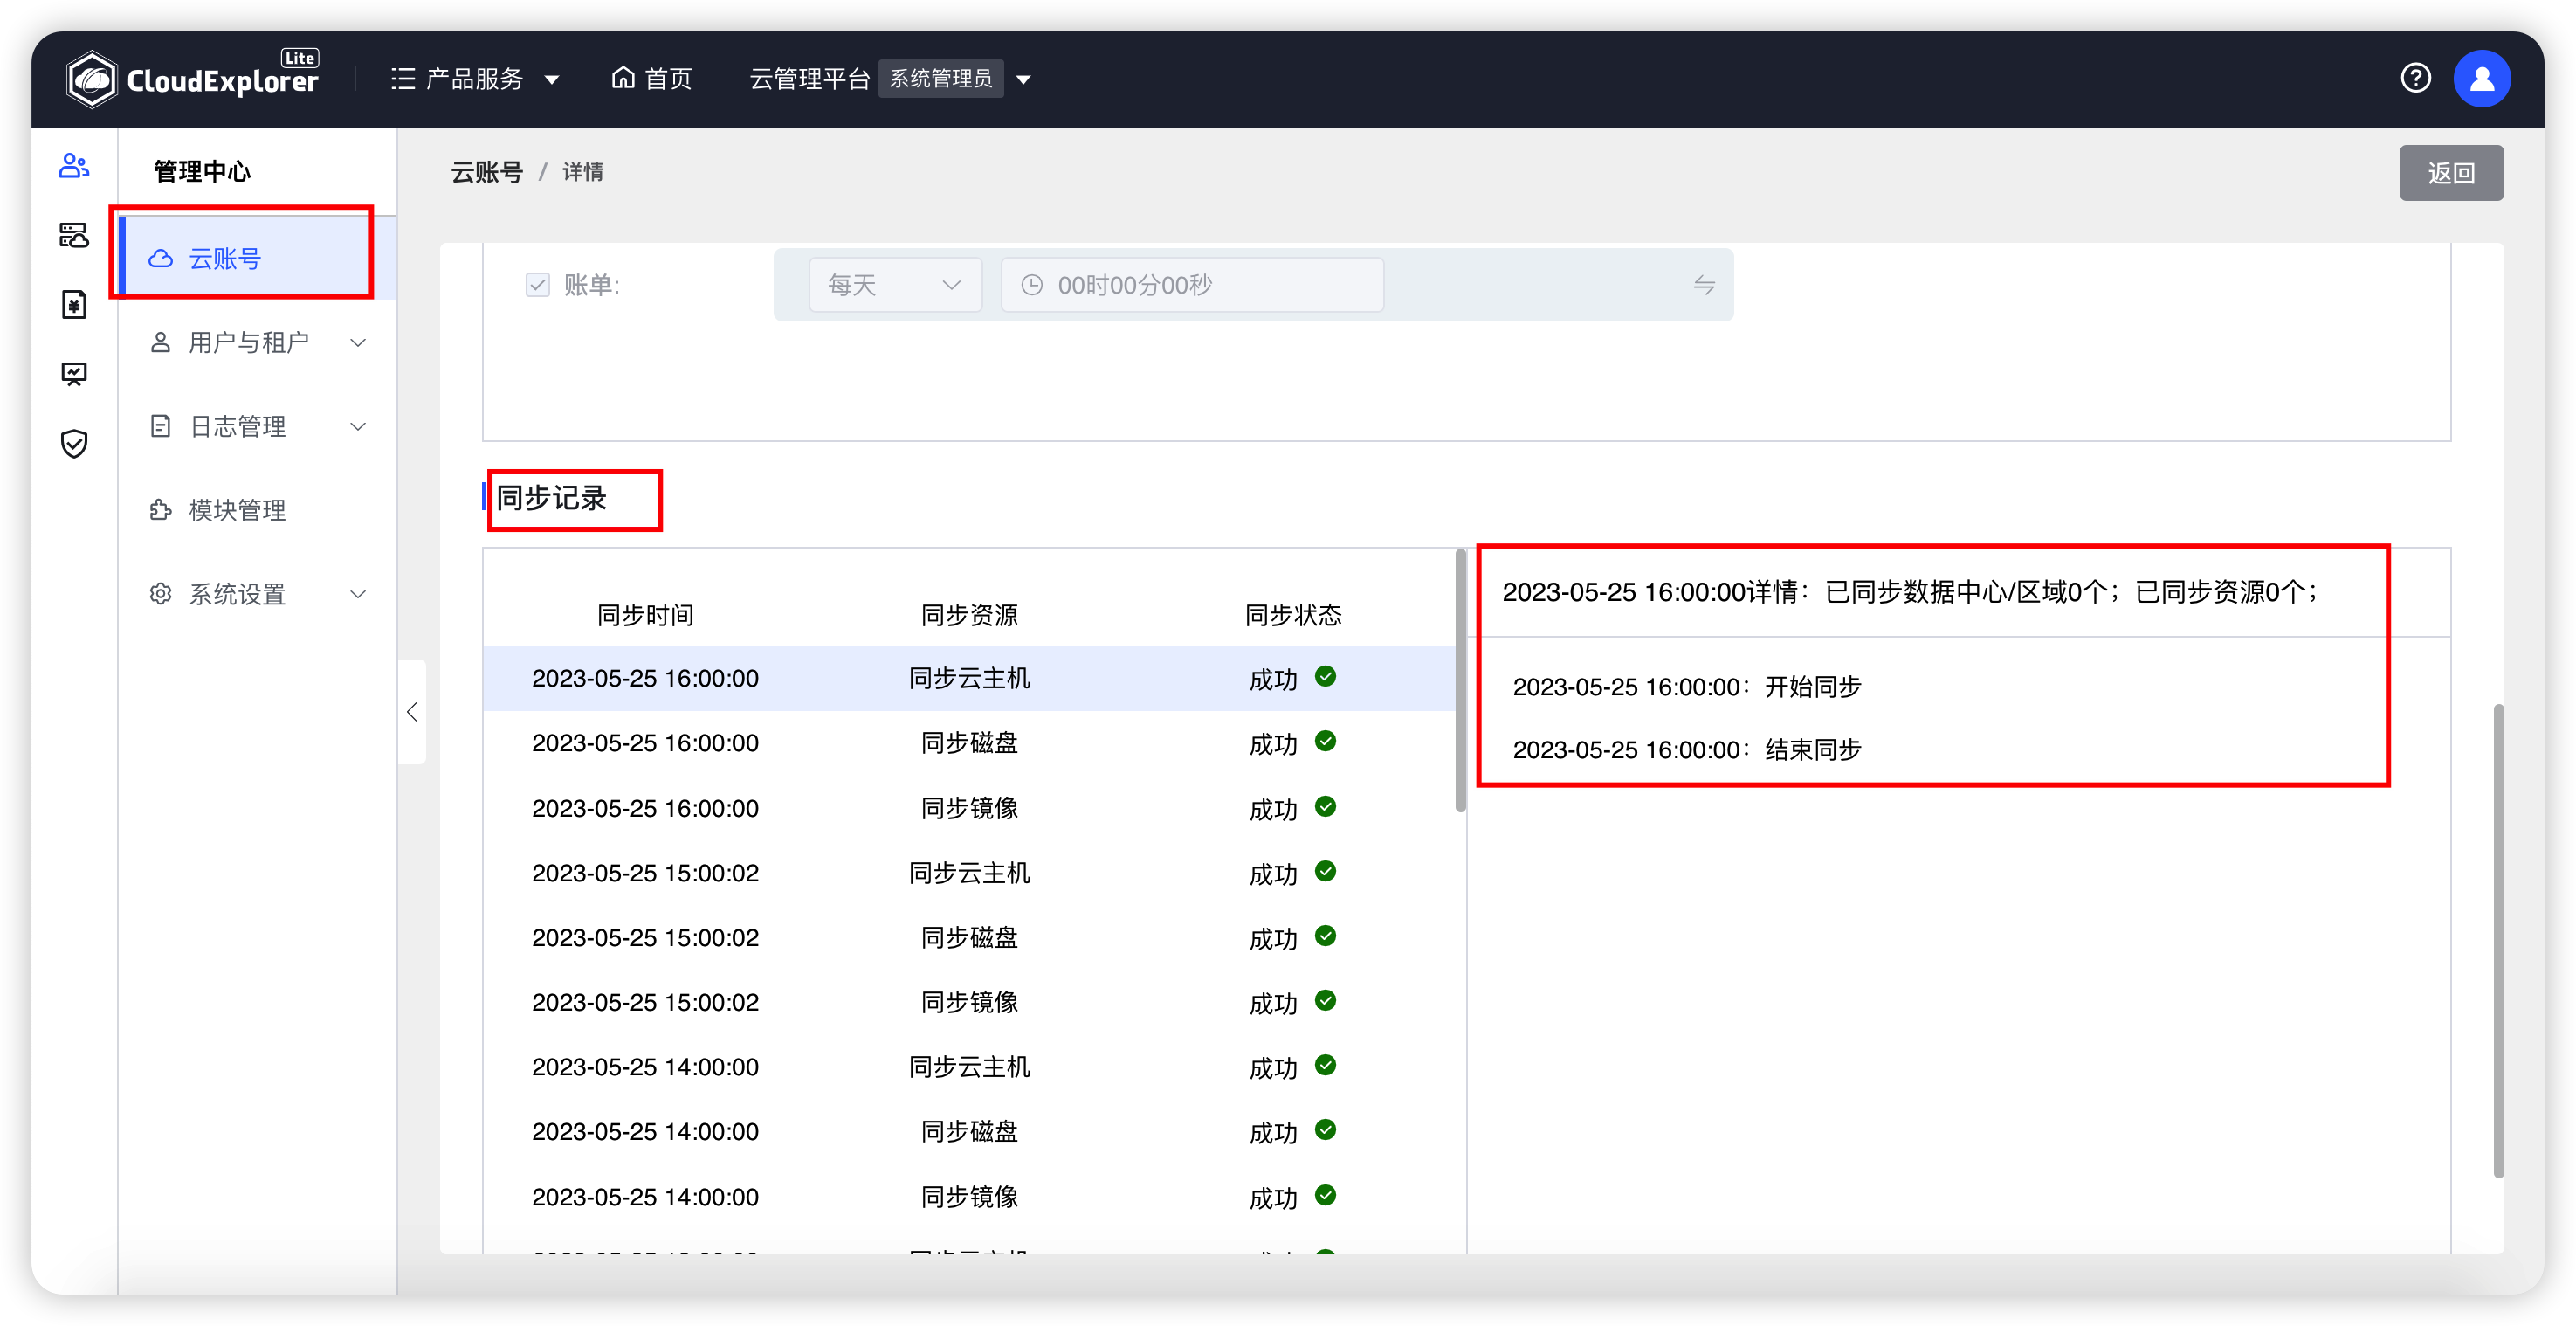 CloudExplorer Lite
产品服务
首页
云管理平台 系统管理员
管理中心
云账号
用户与租户
日志管理
模块管理
系统设置
云账号 / 详情
返回
账单: 每天 00时00分00秒
同步记录
同步时间 同步资源 同步状态
2023-05-25 16:00:00 同步云主机 成功
2023-05-25 16:00:00 同步磁盘 成功
2023-05-25 16:00:00 同步镜像 成功
2023-05-25 15:00:02 同步云主机 成功
2023-05-25 15:00:02 同步磁盘 成功
2023-05-25 15:00:02 同步镜像 成功
2023-05-25 14:00:00 同步云主机 成功
2023-05-25 14:00:00 同步磁盘 成功
2023-05-25 14:00:00 同步镜像 成功
2023-05-25 16:00:00详情：已同步数据中心/区域0个；已同步资源0个；
2023-05-25 16:00:00：开始同步
2023-05-25 16:00:00：结束同步